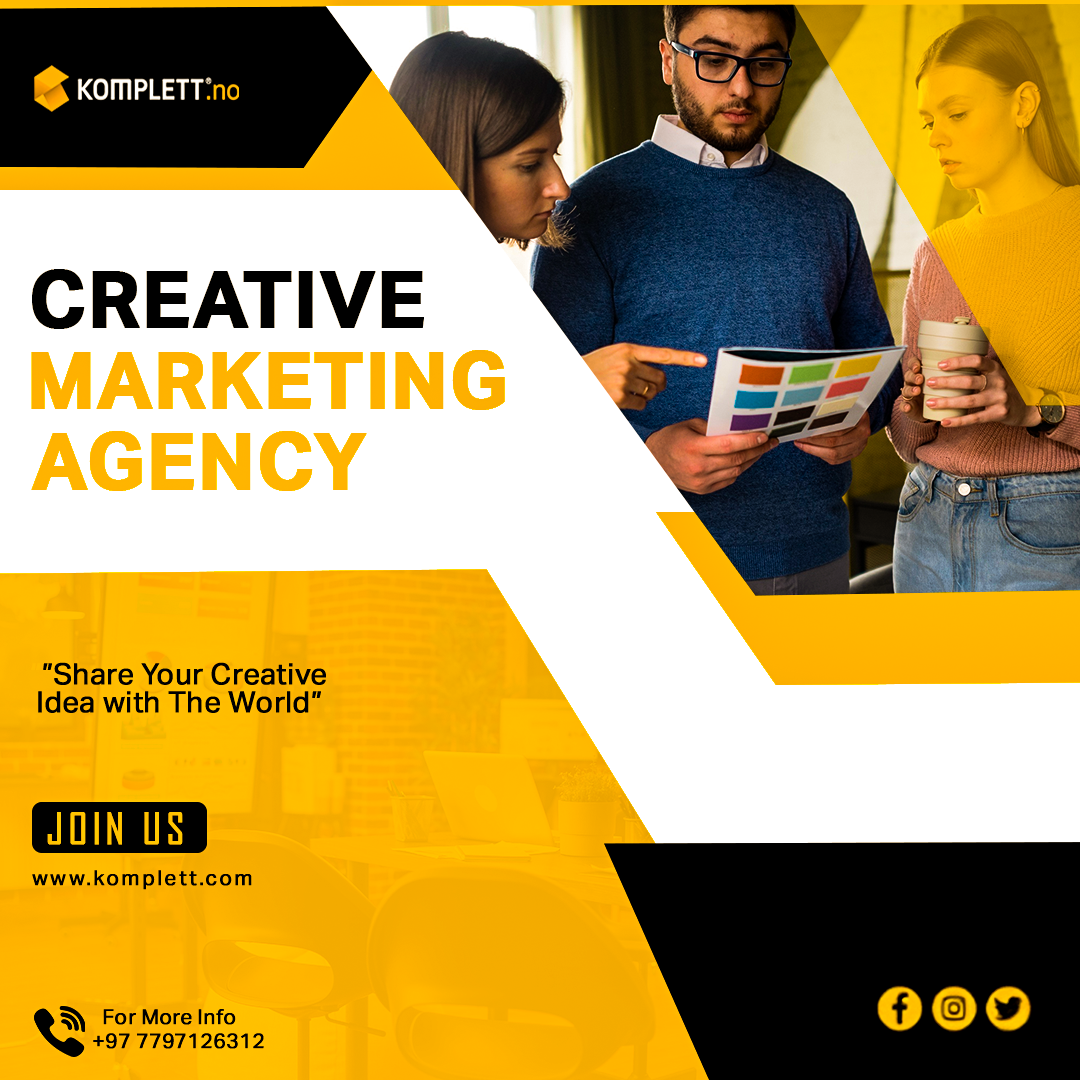 KOMPLETT®.no
CREATIVE
MARKETING
AGENCY
"Share Your Creative
Idea with The World"
JOIN US
www.komplett.com
For More Info
+97 7797126312